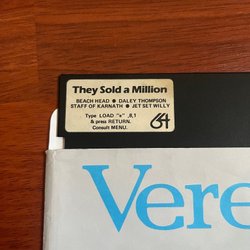 They Sold a Million
BEACH HEAD ● DALEY THOMPSON
STAFF OF KARNATH ● JET SET WILLY
Type LOAD "*" ,8,1
& press RETURN.
Consult MENU.
64
Vere